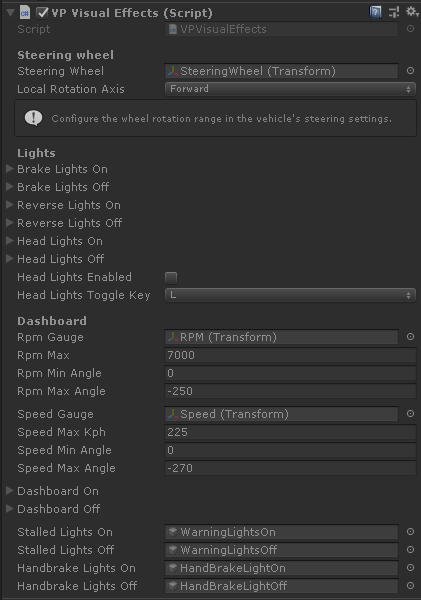 VP Visual Effects (Script)
Script VPVisualEffects
Steering wheel
Steering Wheel SteeringWheel (Transform)
Local Rotation Axis Forward
Configure the wheel rotation range in the vehicle's steering settings.
Lights
Brake Lights On
Brake Lights Off
Reverse Lights On
Reverse Lights Off
Head Lights On
Head Lights Off
Head Lights Enabled
Head Lights Toggle Key L
Dashboard
Rpm Gauge RPM (Transform)
Rpm Max 7000
Rpm Min Angle 0
Rpm Max Angle -250
Speed Gauge Speed (Transform)
Speed Max Kph 225
Speed Min Angle 0
Speed Max Angle -270
Dashboard On
Dashboard Off
Stalled Lights On WarningLightsOn
Stalled Lights Off WarningLightsOff
Handbrake Lights On HandBrakeLightOn
Handbrake Lights Off HandBrakeLightOff